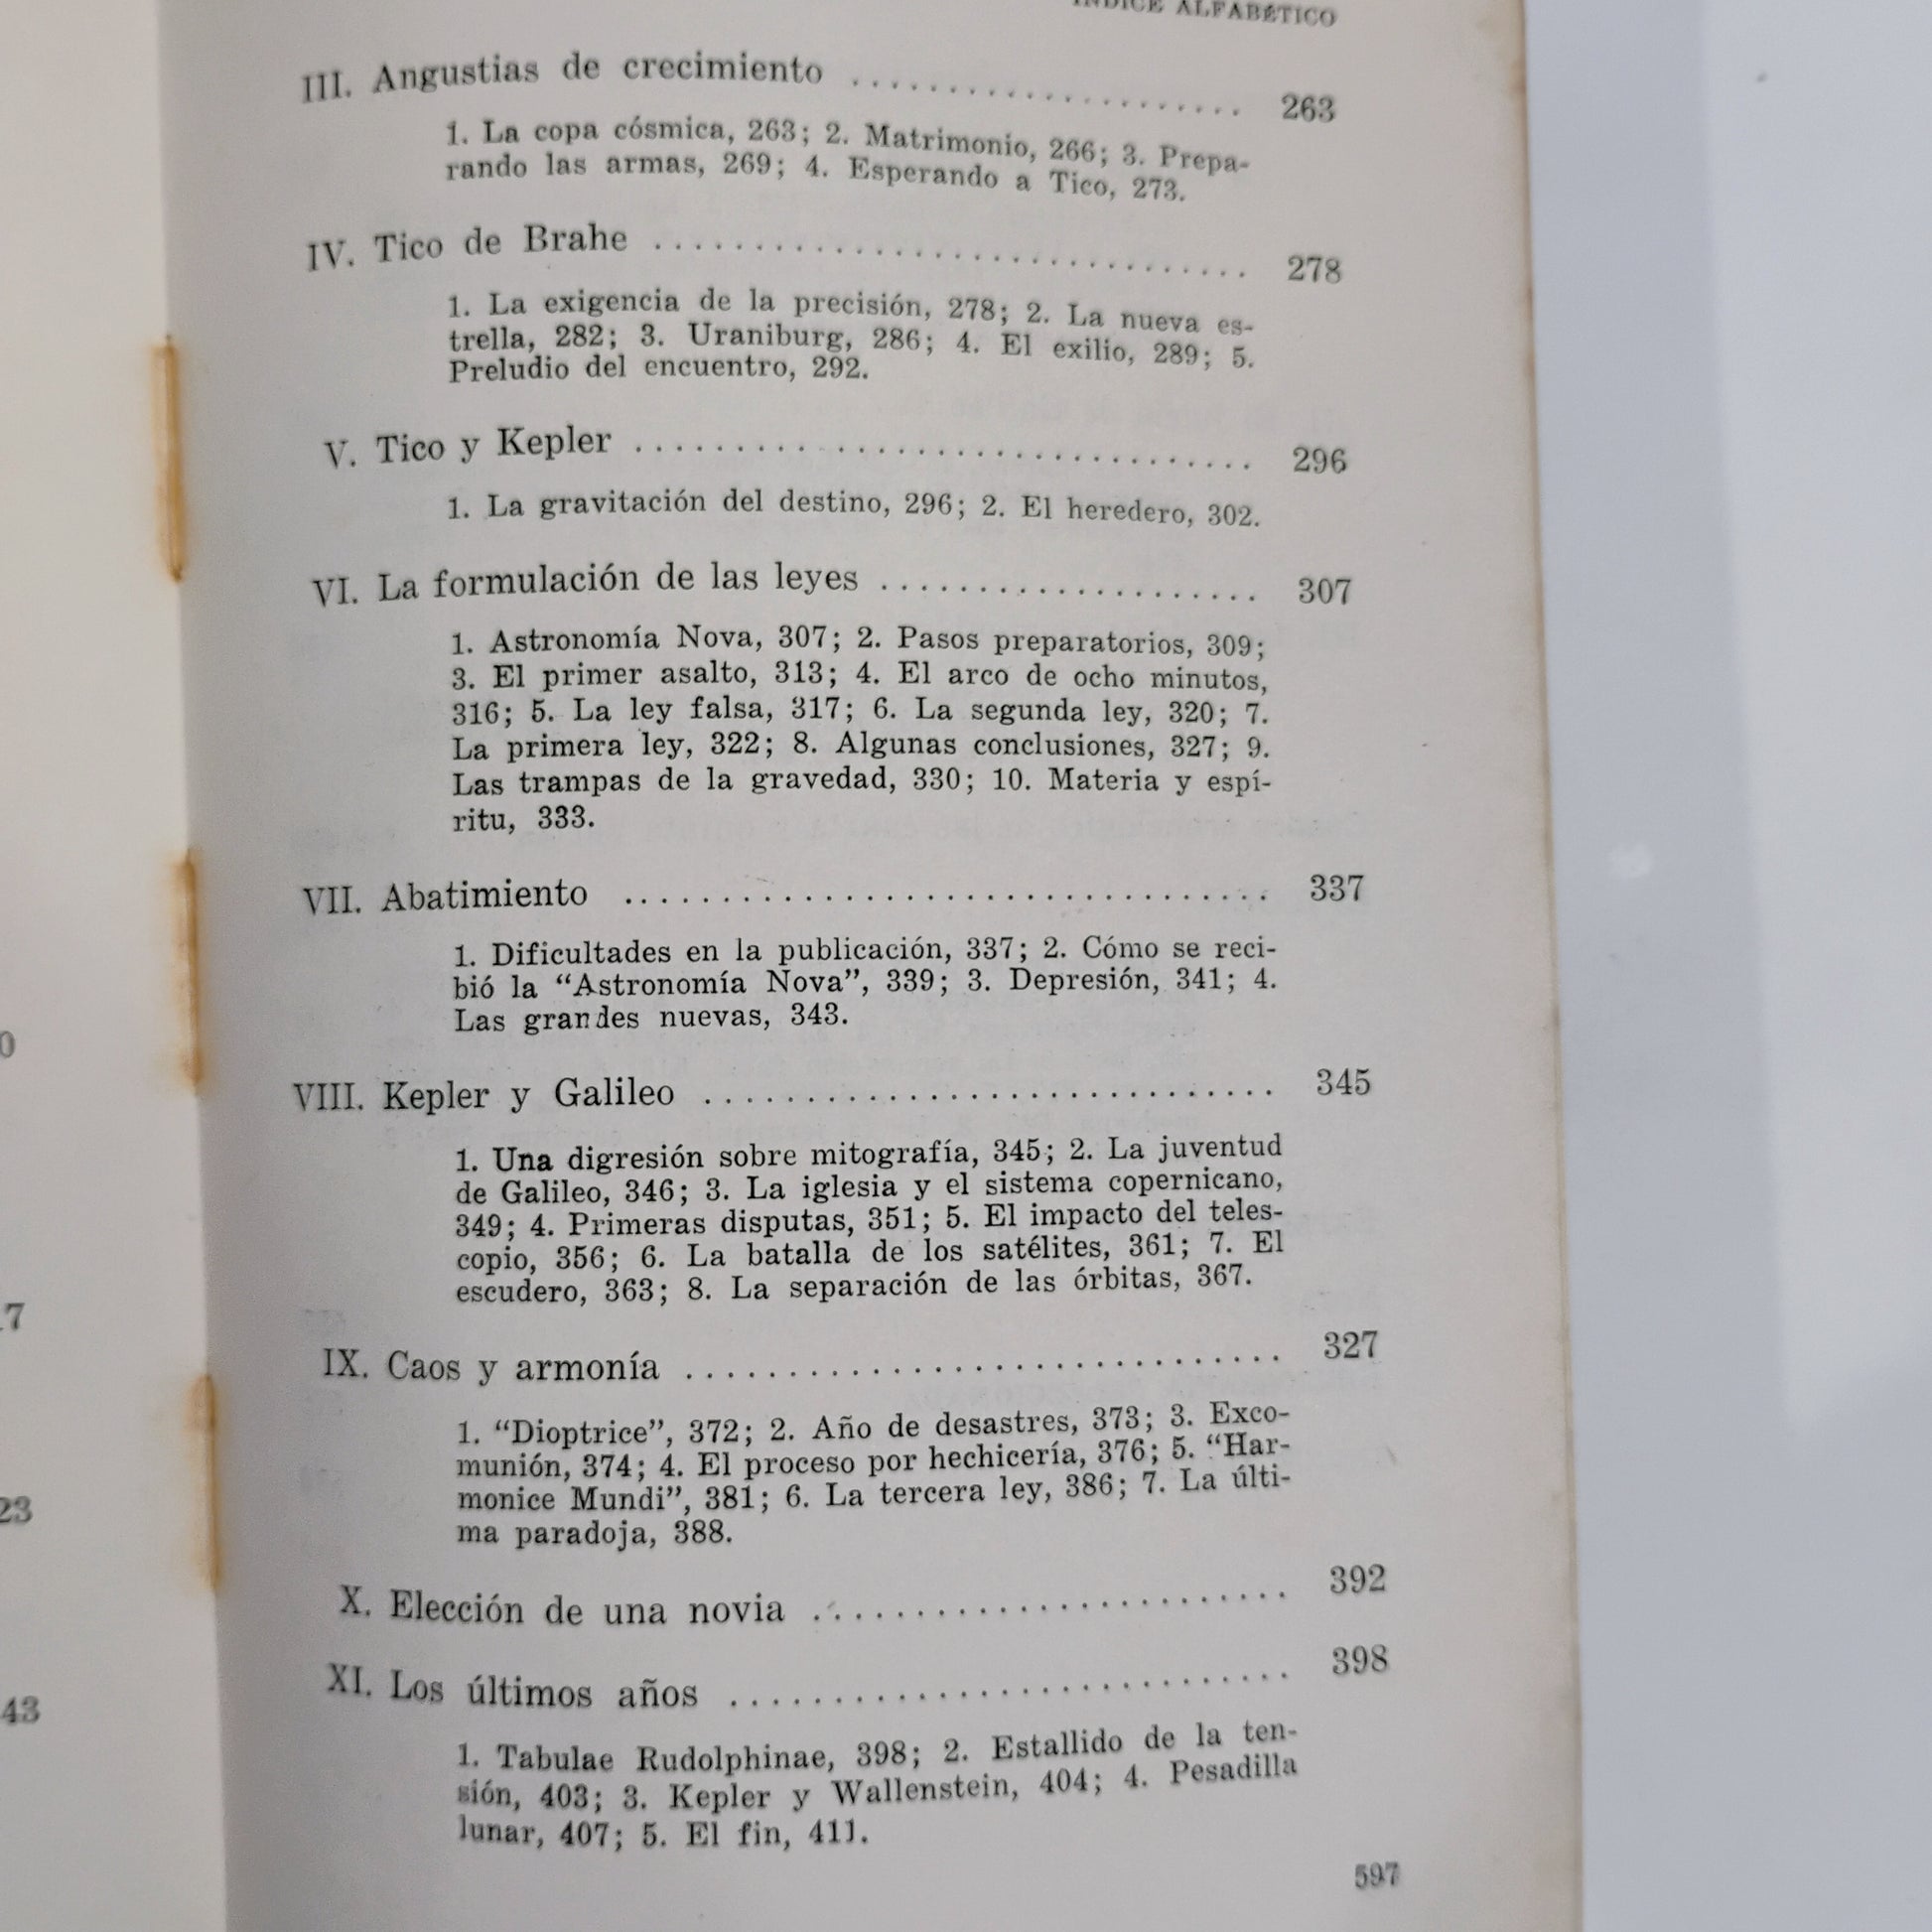 ÍNDICE ALFABÉTICO
III. Angustias de crecimiento .......................... 263
1. La copa cósmica, 263; 2. Matrimonio, 266; 3. Prepa-
rando las armas, 269; 4. Esperando a Tico, 273.
IV. Tico de Brahe .......................... 278
1. La exigencia de la precisión, 278; 2. La nueva es-
trella, 282; 3. Uraniburg, 286; 4. El exilio, 289; 5.
Preludio del encuentro, 292.
V. Tico y Kepler .......................... 296
1. La gravitación del destino, 296; 2. El heredero, 302.
VI. La formulación de las leyes .......................... 307
1. Astronomía Nova, 307; 2. Pasos preparatorios, 309;
3. El primer asalto, 313; 4. El arco de ocho minutos,
316; 5. La ley falsa, 317; 6. La segunda ley, 320; 7.
La primera ley, 322; 8. Algunas conclusiones, 327; 9.
Las trampas de la gravedad, 330; 10. Materia y espí-
ritu, 333.
VII. Abatimiento .......................... 337
1. Dificultades en la publicación, 337; 2. Cómo se reci-
bió la “Astronomía Nova”, 339; 3. Depresión, 341; 4.
Las grandes nuevas, 343.
VIII. Kepler y Galileo .......................... 345
1. Una digresión sobre mitografía, 345; 2. La juventud
de Galileo, 346; 3. La iglesia y el sistema copernicano,
349; 4. Primeras disputas, 351; 5. El impacto del teles-
copio, 356; 6. La batalla de los satélites, 361; 7. El
escudero, 363; 8. La separación de las órbitas, 367.
IX. Caos y armonía .......................... 327
1. “Dioptrice”, 372; 2. Año de desastres, 373; 3. Exco-
munión, 374; 4. El proceso por hechicería, 376; 5. “Har-
monice Mundi”, 381; 6. La tercera ley, 386; 7. La últi-
ma paradoja, 388.
X. Elección de una novia .......................... 392
XI. Los últimos años .......................... 398
1. Tabulae Rudolphinae, 398; 2. Estallido de la ten-
sión, 403; 3. Kepler y Wallenstein, 404; 4. Pesadilla
lunar, 407; 5. El fin, 411.
597